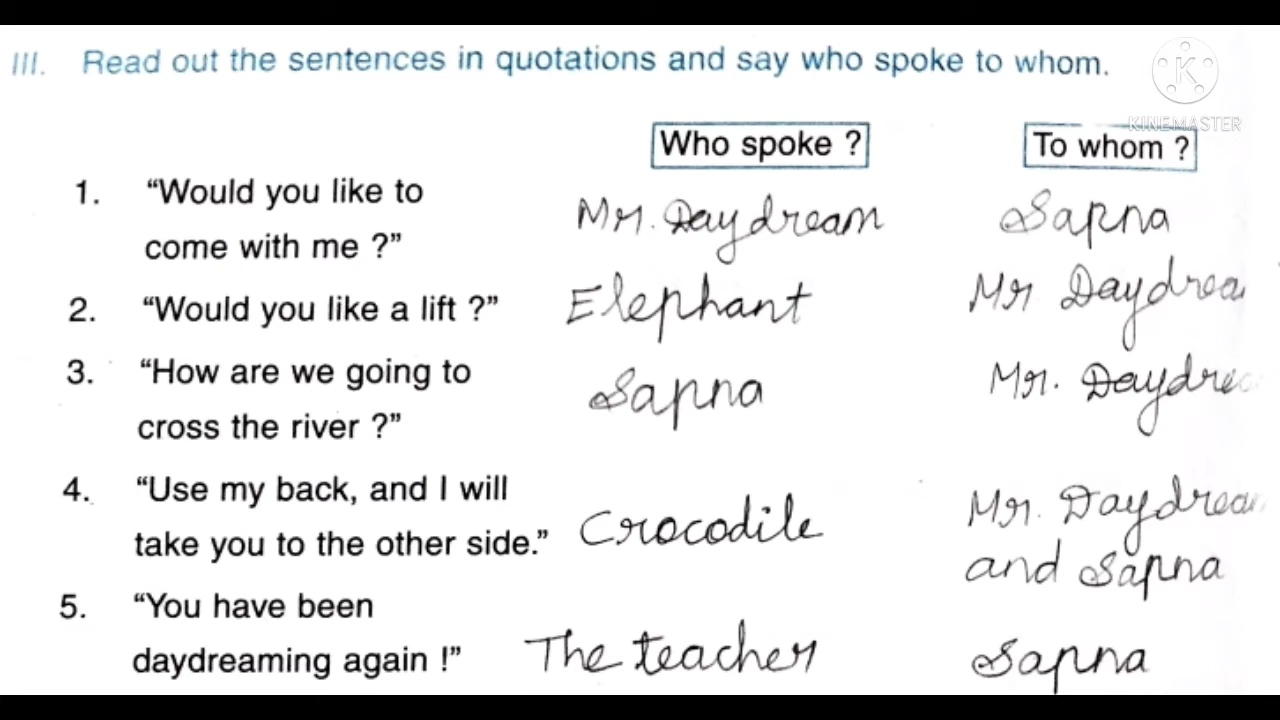 III. Read out the sentences in quotations and say who spoke to whom.
KINEMASTER
Who spoke ? To whom ?
1. “Would you like to
come with me ?” Mr. Daydream Sapna
2. “Would you like a lift ?” Elephant Mr Daydrea
3. “How are we going to
cross the river ?” Sapna Mr. Daydrea
4. “Use my back, and I will
take you to the other side.” Crocodile Mr. Daydream
and Sapna
5. “You have been
daydreaming again !” The teacher Sapna